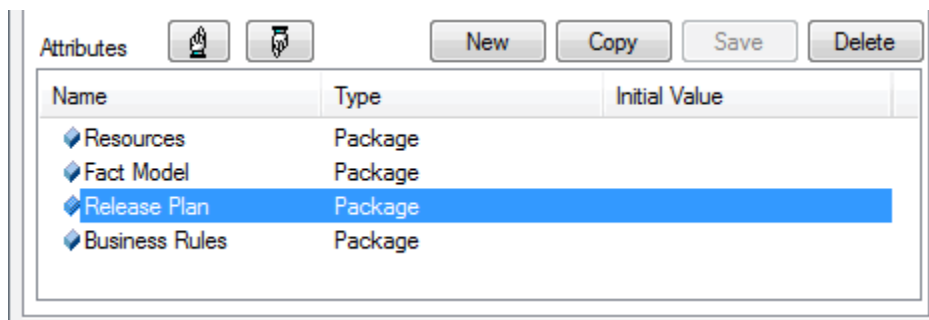 Attributes New Copy Save Delete
Name Type Initial Value
Resources Package
Fact Model Package
Release Plan Package
Business Rules Package